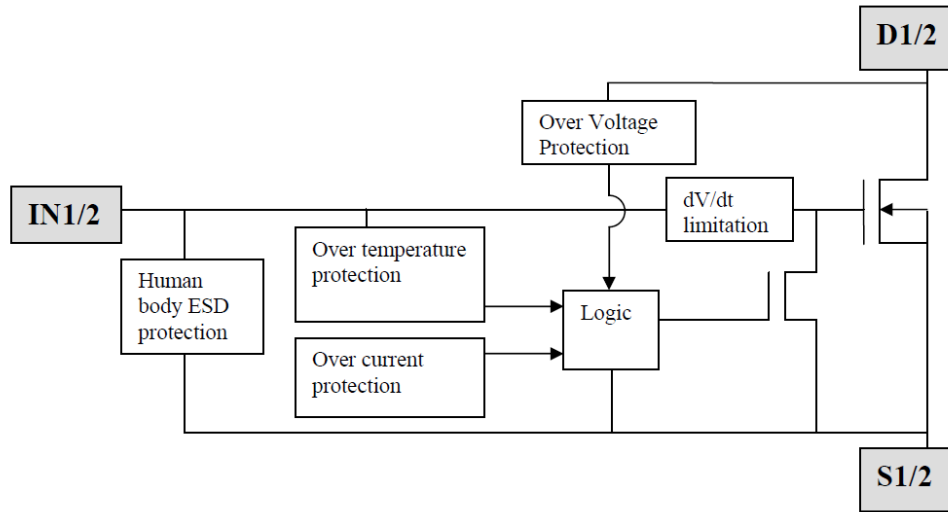 D1/2
Over Voltage
Protection
dV/dt
limitation
IN1/2
Over temperature
protection
Human
body ESD
protection
Logic
Over current
protection
S1/2